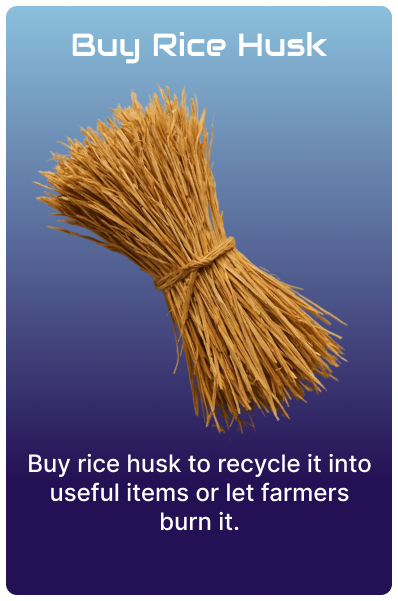 Buy Rice Husk
Buy rice husk to recycle it into
useful items or let farmers
burn it.